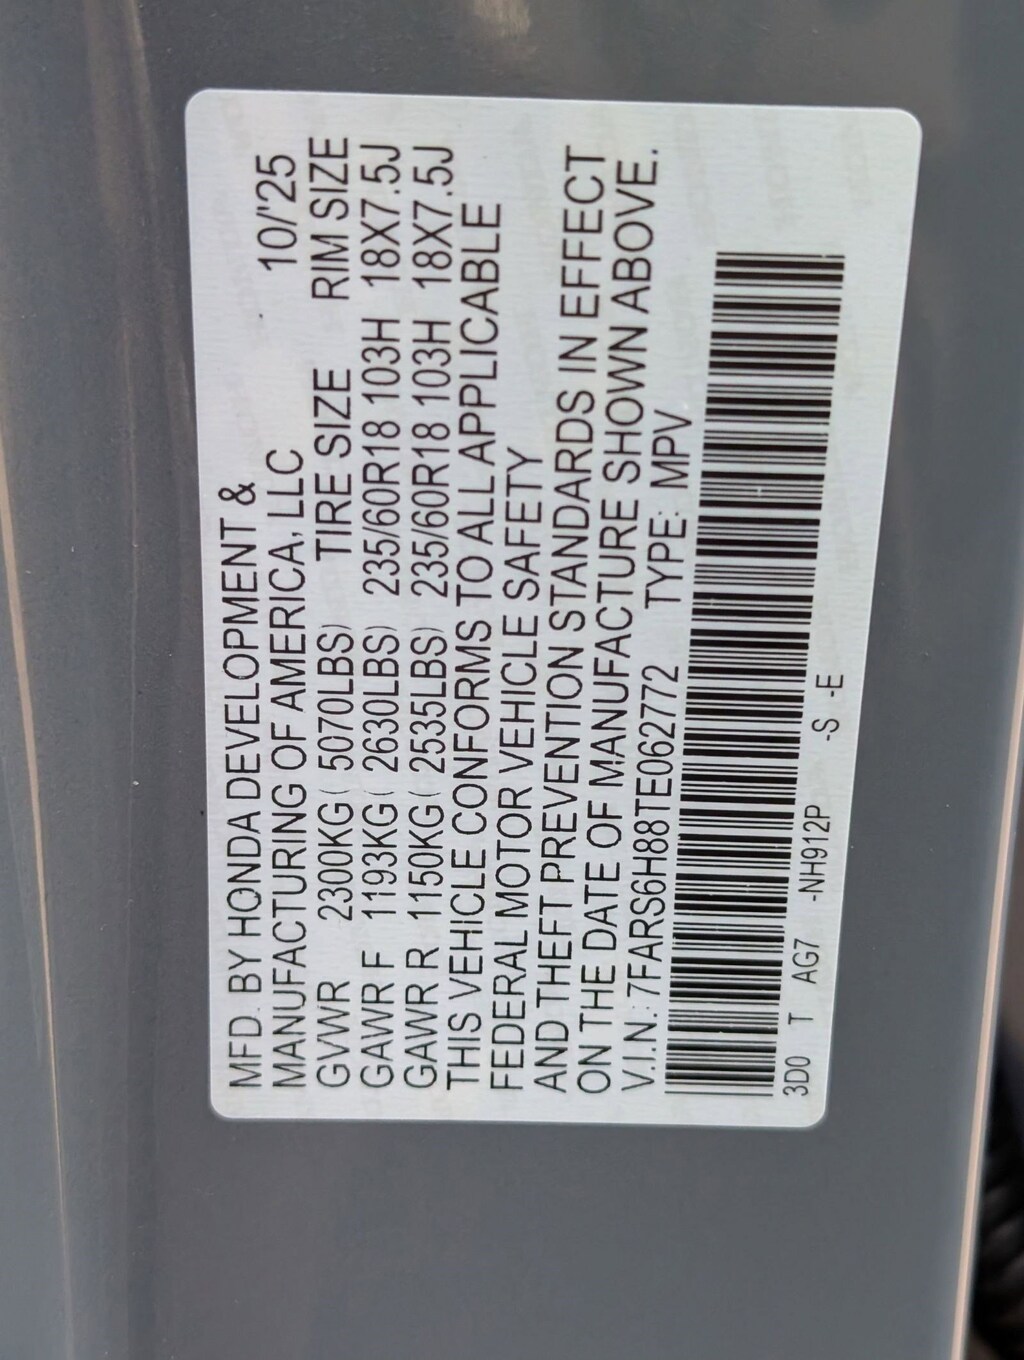 MFD. BY HONDA DEVELOPMENT &
MANUFACTURING OF AMERICA, LLC 10/'25
GVWR 2300KG ( 5070LBS) TIRE SIZE RIM SIZE
GAWR F 1193KG ( 2630LBS) 235/60R18 103H 18X7.5J
GAWR R 1150KG ( 2535LBS) 235/60R18 103H 18X7.5J
THIS VEHICLE CONFORMS TO ALL APPLICABLE
FEDERAL MOTOR VEHICLE SAFETY
AND THEFT PREVENTION STANDARDS IN EFFECT
ON THE DATE OF MANUFACTURE SHOWN ABOVE.
V.I.N.: 7FARS6H88TE062772 TYPE: MPV
3D0 T AG7 -NH912P -S -E